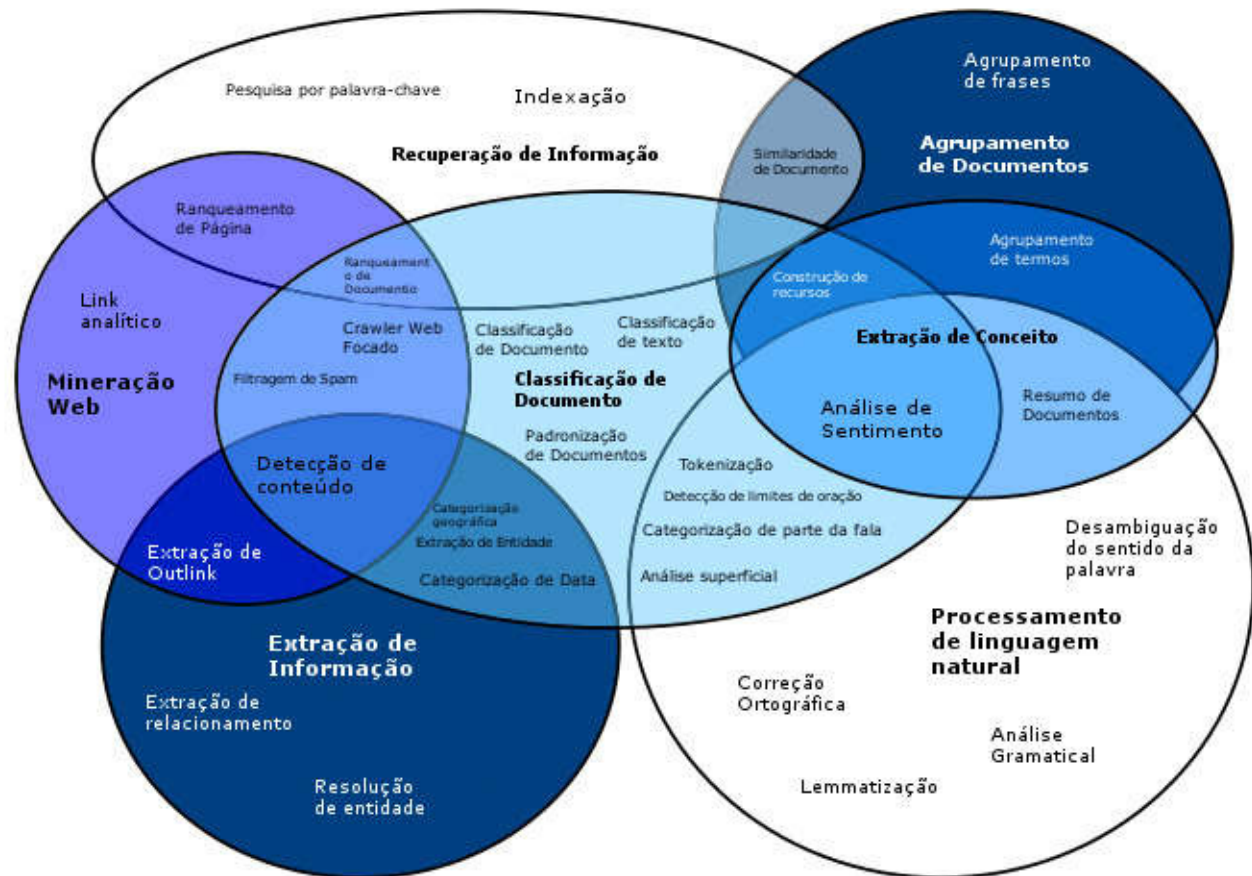 Agrupamento
de frases
Pesquisa por palavra-chave
Indexação
Recuperação de Informação
Similaridade
de Documento
Agrupamento
de Documentos
Ranqueamento
de Página
Ranqueament
o de
Documento
Agrupamento
de termos
Construção de
recursos
Link
analítico
Crawler Web
Focado
Classificação
de Documento
Classificação
de texto
Extração de Conceito
Mineração
Web
Filtragem de Spam
Classificação de
Documento
Análise de
Sentimento
Resumo de
Documentos
Padronização
de Documentos
Detecção de
conteúdo
Tokenização
Detecção de limites de oração
Categorização
geográfica
Extração de Entidade
Categorização de parte da fala
Desambiguação
do sentido da
palavra
Extração de
Outlink
Categorização de Data
Análise superficial
Extração de
Informação
Processamento
de linguagem
natural
Extração de
relacionamento
Correção
Ortográfica
Análise
Gramatical
Resolução
de entidade
Lemmatização